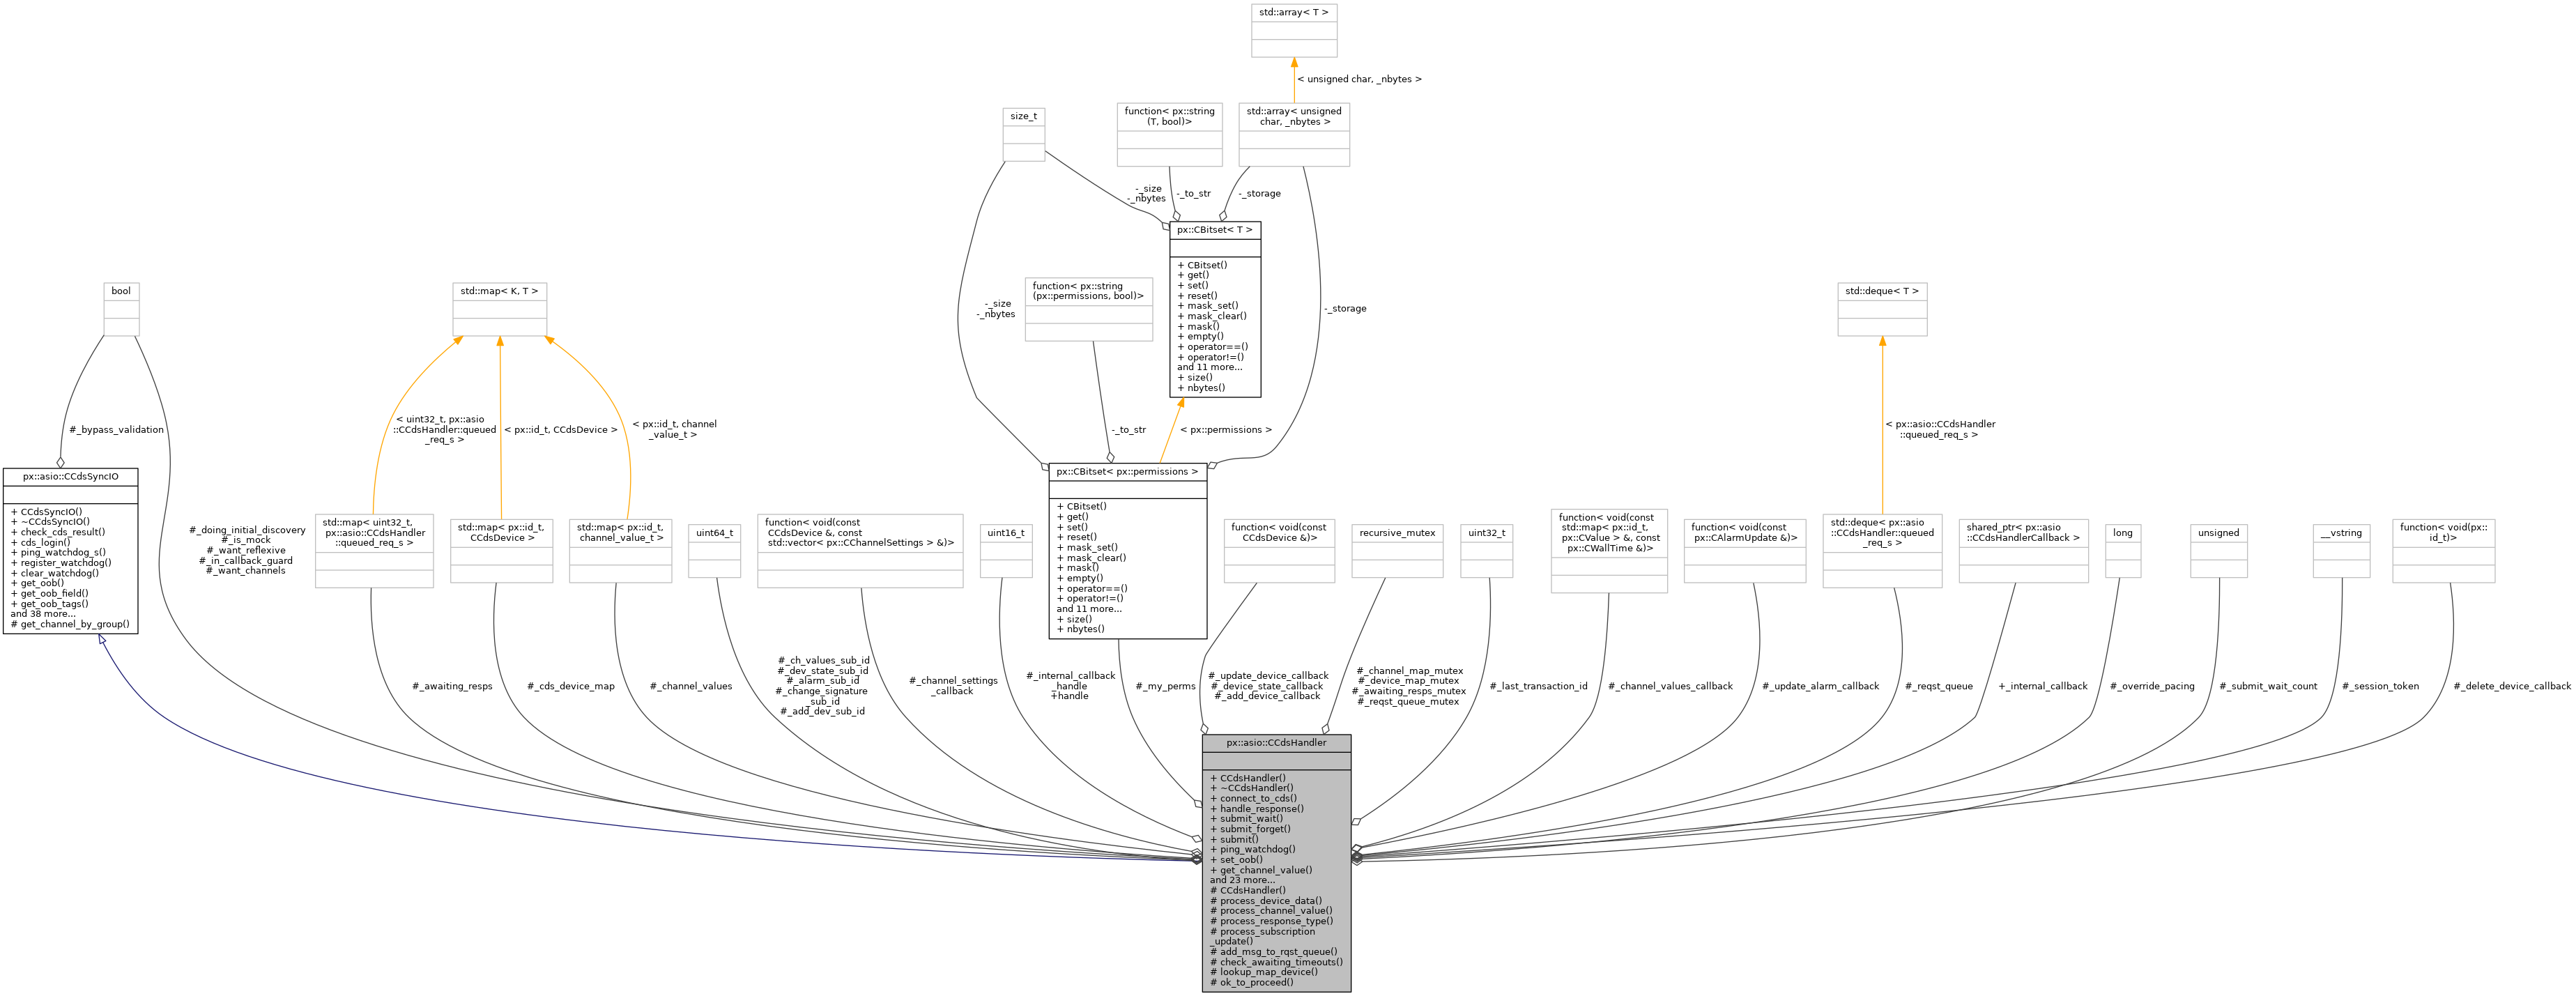 std::array< T >
< unsigned char, _nbytes >
size_t
function< px::string
(T, bool)>
std::array< unsigned
char, _nbytes >
-_size
-_nbytes
-_to_str
-_storage
px::CBitset< T >
+ CBitset()
+ get()
+ set()
+ reset()
+ mask_set()
+ mask_clear()
+ mask()
+ empty()
+ operator==()
+ operator!=()
and 11 more...
+ size()
+ nbytes()
bool
std::map< K, T >
function< px::string
(px::permissions, bool)>
-_size
-_nbytes
-_storage
std::deque< T >
#_bypass_validation
< uint32_t, px::asio
::CCdsHandler::queued
_req_s >
< px::id_t, CCdsDevice >
< px::id_t, channel
_value_t >
-_to_str
< px::permissions >
< px::asio::CCdsHandler
::queued_req_s >
px::asio::CCdsSyncIO
+ CCdsSyncIO()
+ ~CCdsSyncIO()
+ check_cds_result()
+ cds_login()
+ ping_watchdog_s()
+ register_watchdog()
+ clear_watchdog()
+ get_oob()
+ get_oob_field()
+ get_oob_tags()
and 38 more...
# get_channel_by_group()
#_doing_initial_discovery
#_is_mock
#_want_reflexive
#_in_callback_guard
#_want_channels
std::map< uint32_t,
px::asio::CCdsHandler
::queued_req_s >
std::map< px::id_t,
CCdsDevice >
std::map< px::id_t,
channel_value_t >
uint64_t
function< void(const
CCdsDevice &, const
std::vector< px::CChannelSettings > &)>
uint16_t
px::CBitset< px::permissions >
+ CBitset()
+ get()
+ set()
+ reset()
+ mask_set()
+ mask_clear()
+ mask()
+ empty()
+ operator==()
+ operator!=()
and 11 more...
+ size()
+ nbytes()
function< void(const
CCdsDevice &)>
recursive_mutex
uint32_t
function< void(const
std::map< px::id_t,
px::CValue > &, const
px::CWallTime &)>
function< void(const
px::CAlarmUpdate &)>
std::deque< px::asio
::CCdsHandler::queued
_req_s >
shared_ptr< px::asio
::CCdsHandlerCallback >
long
unsigned
__vstring
function< void(px::
id_t)>
#_awaiting_resps
#_cds_device_map
#_channel_values
#_ch_values_sub_id
#_dev_state_sub_id
#_alarm_sub_id
#_change_signature
_sub_id
#_add_dev_sub_id
#_channel_settings
_callback
#_internal_callback
_handle
+handle
#_my_perms
#_update_device_callback
#_device_state_callback
#_add_device_callback
#_channel_map_mutex
#_device_map_mutex
#_awaiting_resps_mutex
#_reqst_queue_mutex
#_last_transaction_id
#_channel_values_callback
#_update_alarm_callback
#_reqst_queue
+_internal_callback
#_override_pacing
#_submit_wait_count
#_session_token
#_delete_device_callback
px::asio::CCdsHandler
+ CCdsHandler()
+ ~CCdsHandler()
+ connect_to_cds()
+ handle_response()
+ submit_wait()
+ submit_forget()
+ submit()
+ ping_watchdog()
+ set_oob()
+ get_channel_value()
and 23 more...
# CCdsHandler()
# process_device_data()
# process_channel_value()
# process_response_type()
# process_subscription
_update()
# add_msg_to_rqst_queue()
# check_awaiting_timeouts()
# lookup_map_device()
# ok_to_proceed()